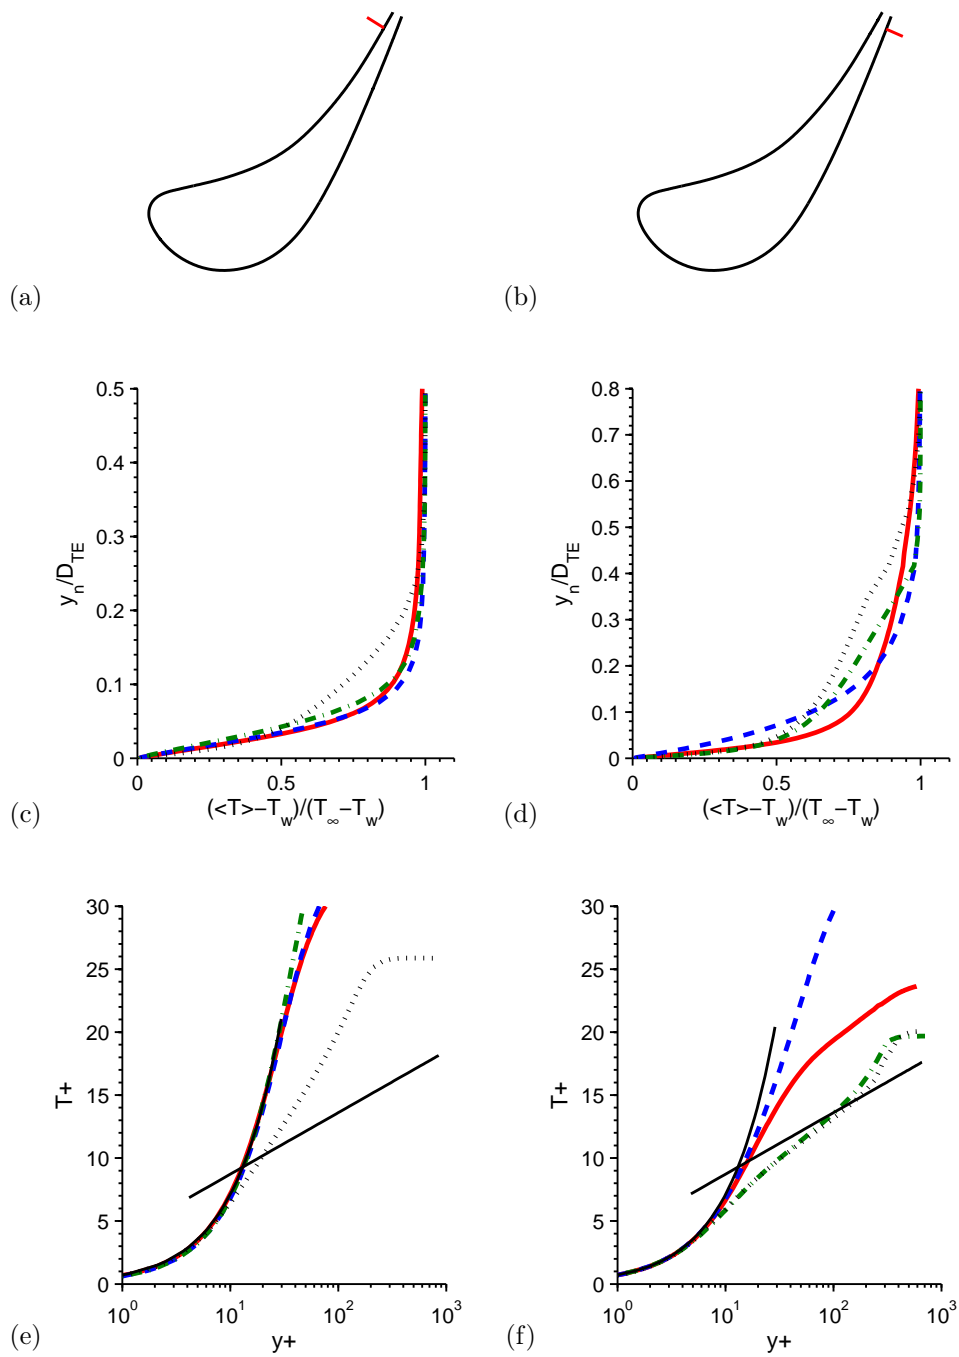 (a)
(b)
0.5
0.4
0.3
0.2
0.1
0
y_n/D_TE
0 0.5 1
(<T>−T_w)/(T_∞−T_w)
(c)
0.8
0.7
0.6
0.5
0.4
0.3
0.2
0.1
0
y_n/D_TE
0 0.5 1
(<T>−T_w)/(T_∞−T_w)
(d)
30
25
20
15
10
5
0
T+
10^0 10^1 10^2 10^3
y+
(e)
30
25
20
15
10
5
0
T+
10^0 10^1 10^2 10^3
y+
(f)